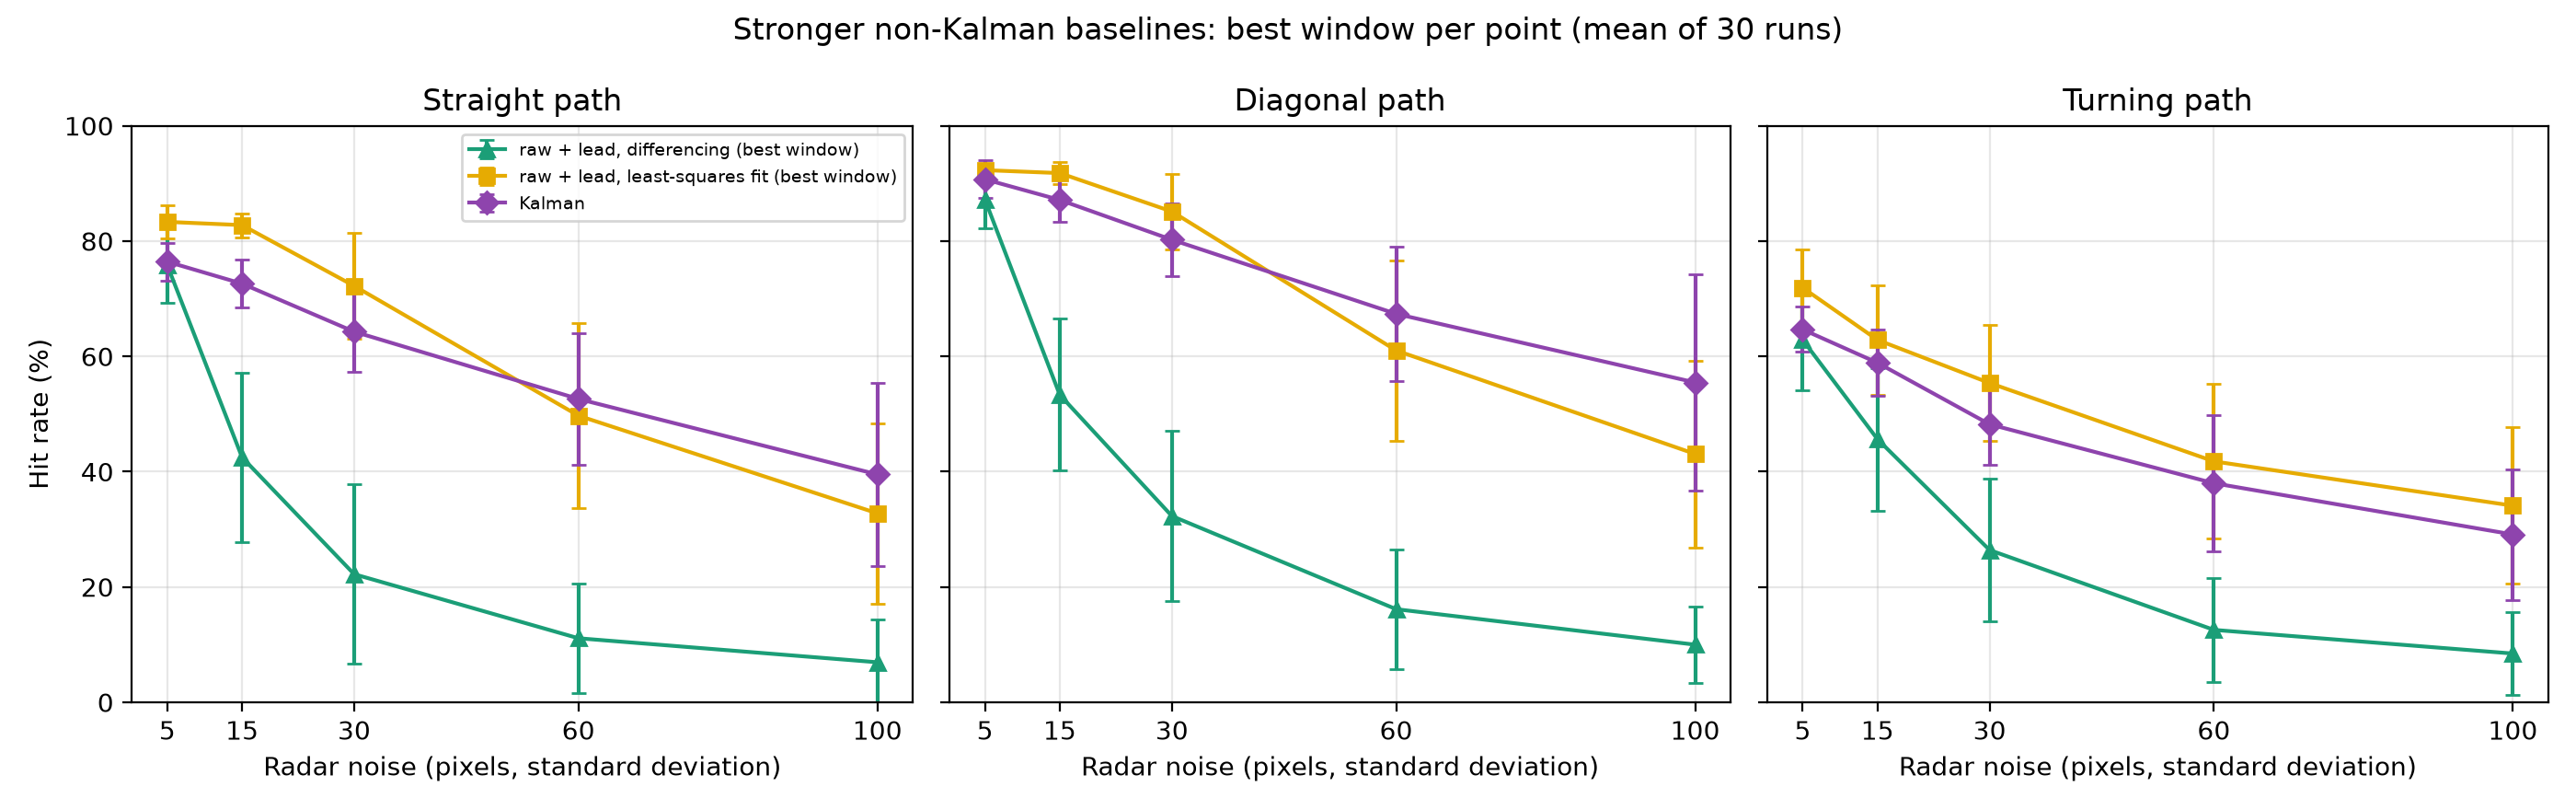 Stronger non-Kalman baselines: best window per point (mean of 30 runs)
Straight path
Diagonal path
Turning path
raw + lead, differencing (best window)
raw + lead, least-squares fit (best window)
Kalman
Hit rate (%)
100
80
60
40
20
0
5 15 30 60 100
5 15 30 60 100
5 15 30 60 100
Radar noise (pixels, standard deviation)
Radar noise (pixels, standard deviation)
Radar noise (pixels, standard deviation)